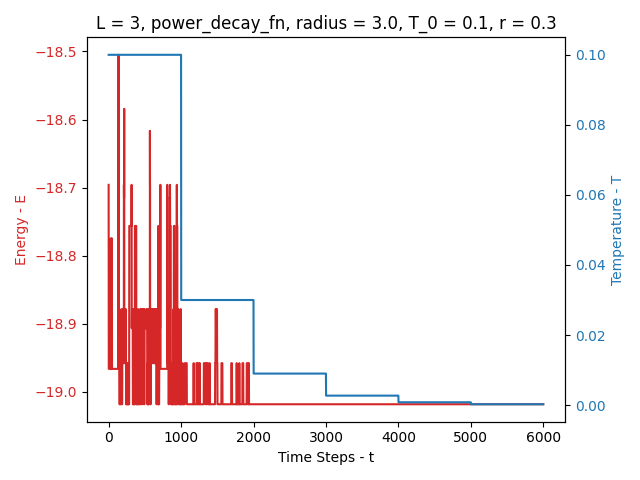 L = 3, power_decay_fn, radius = 3.0, T_0 = 0.1, r = 0.3
Energy - E
−18.5
−18.6
−18.7
−18.8
−18.9
−19.0
0.10
0.08
0.06
0.04
0.02
0.00
Temperature - T
0 1000 2000 3000 4000 5000 6000
Time Steps - t